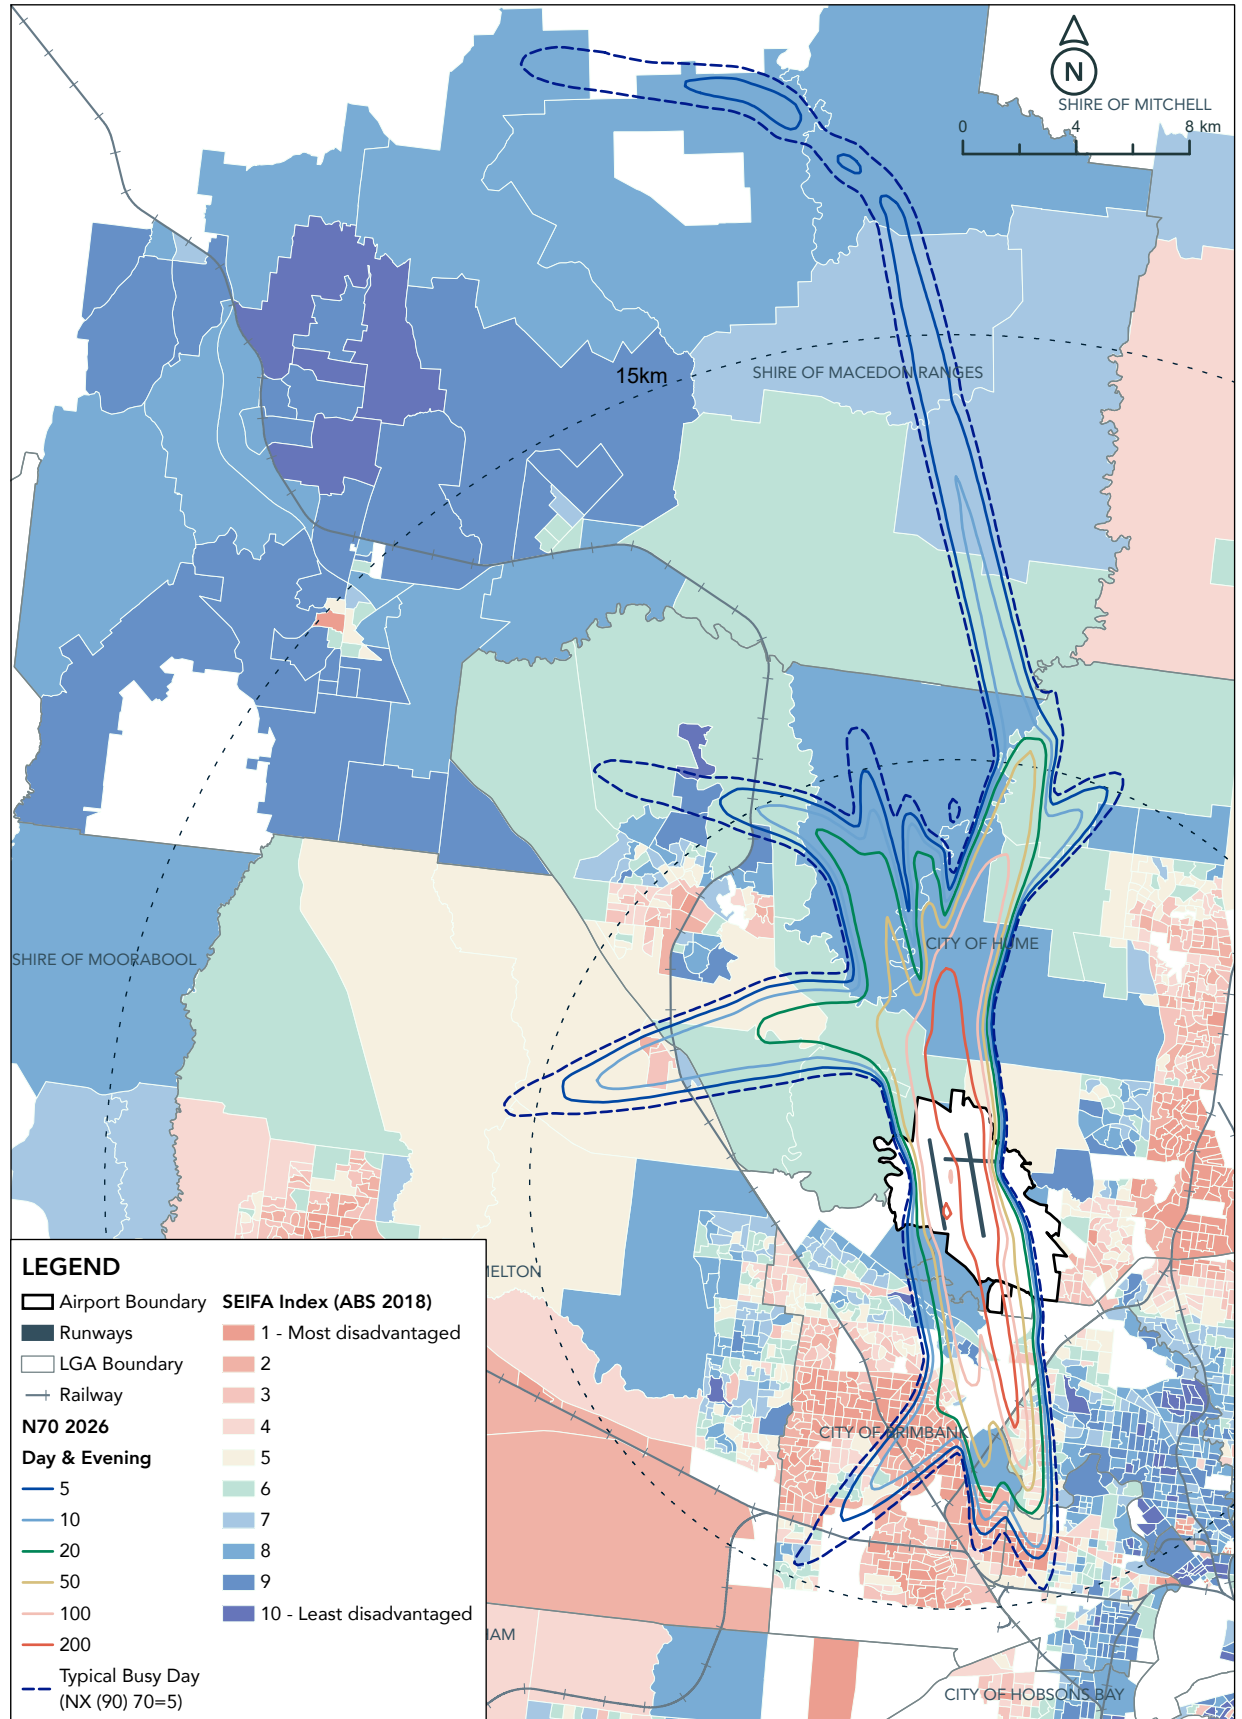 N
SHIRE OF MITCHELL
0 4 8 km
15km
SHIRE OF MACEDON RANGES
CITY OF HUME
SHIRE OF MOORABOOL
MELTON
CITY OF BRIMBANK
HAM
CITY OF HOBSONS BAY
LEGEND
Airport Boundary
Runways
LGA Boundary
Railway
N70 2026
Day & Evening
5
10
20
50
100
200
Typical Busy Day
(NX (90) 70=5)
SEIFA Index (ABS 2018)
1 - Most disadvantaged
2
3
4
5
6
7
8
9
10 - Least disadvantaged